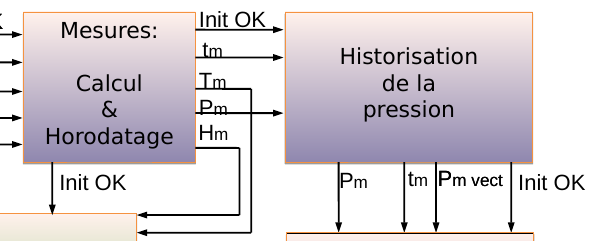 Mesures:
Calcul
&
Horodatage
Init OK
tm
Tm
Pm
Hm
Init OK
Historisation
de la
pression
Pm
tm
Pm vect
Init OK